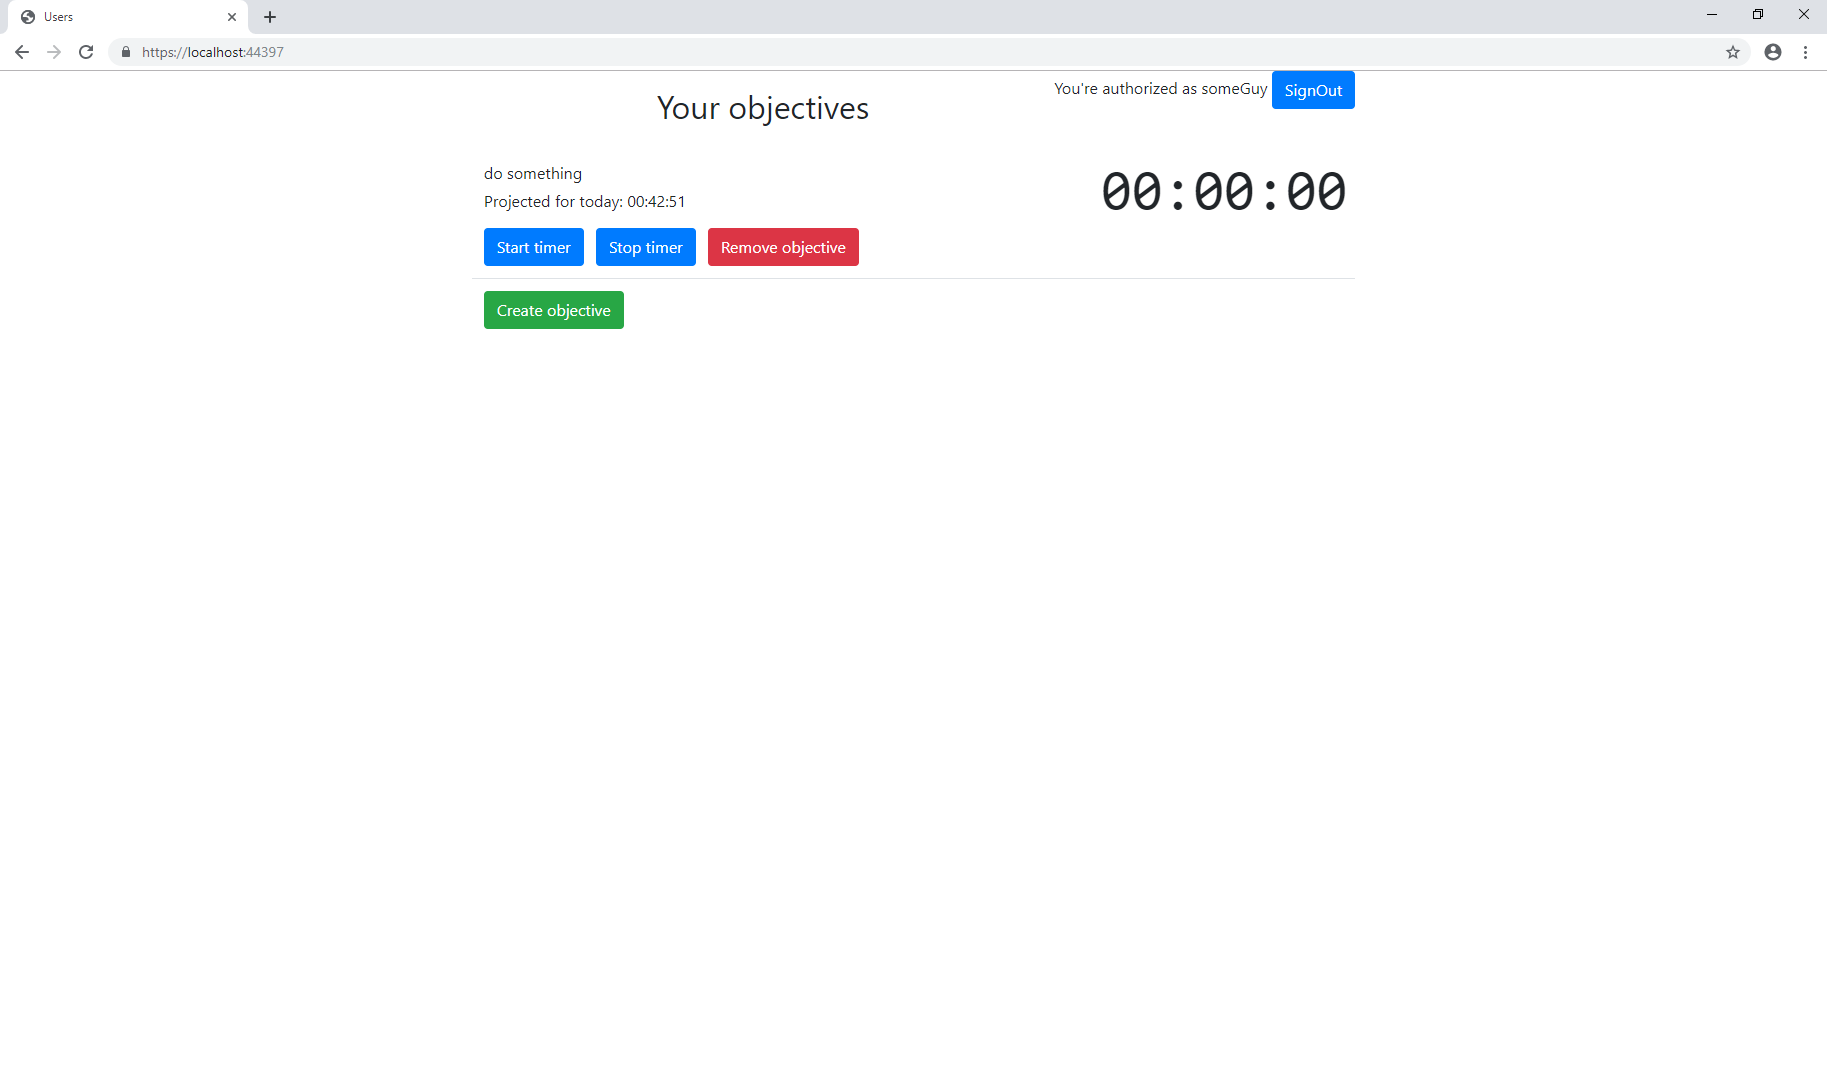 Users
https://localhost:44397
You're authorized as someGuy SignOut
Your objectives
do something
00:00:00
Projected for today: 00:42:51
Start timer Stop timer Remove objective
Create objective